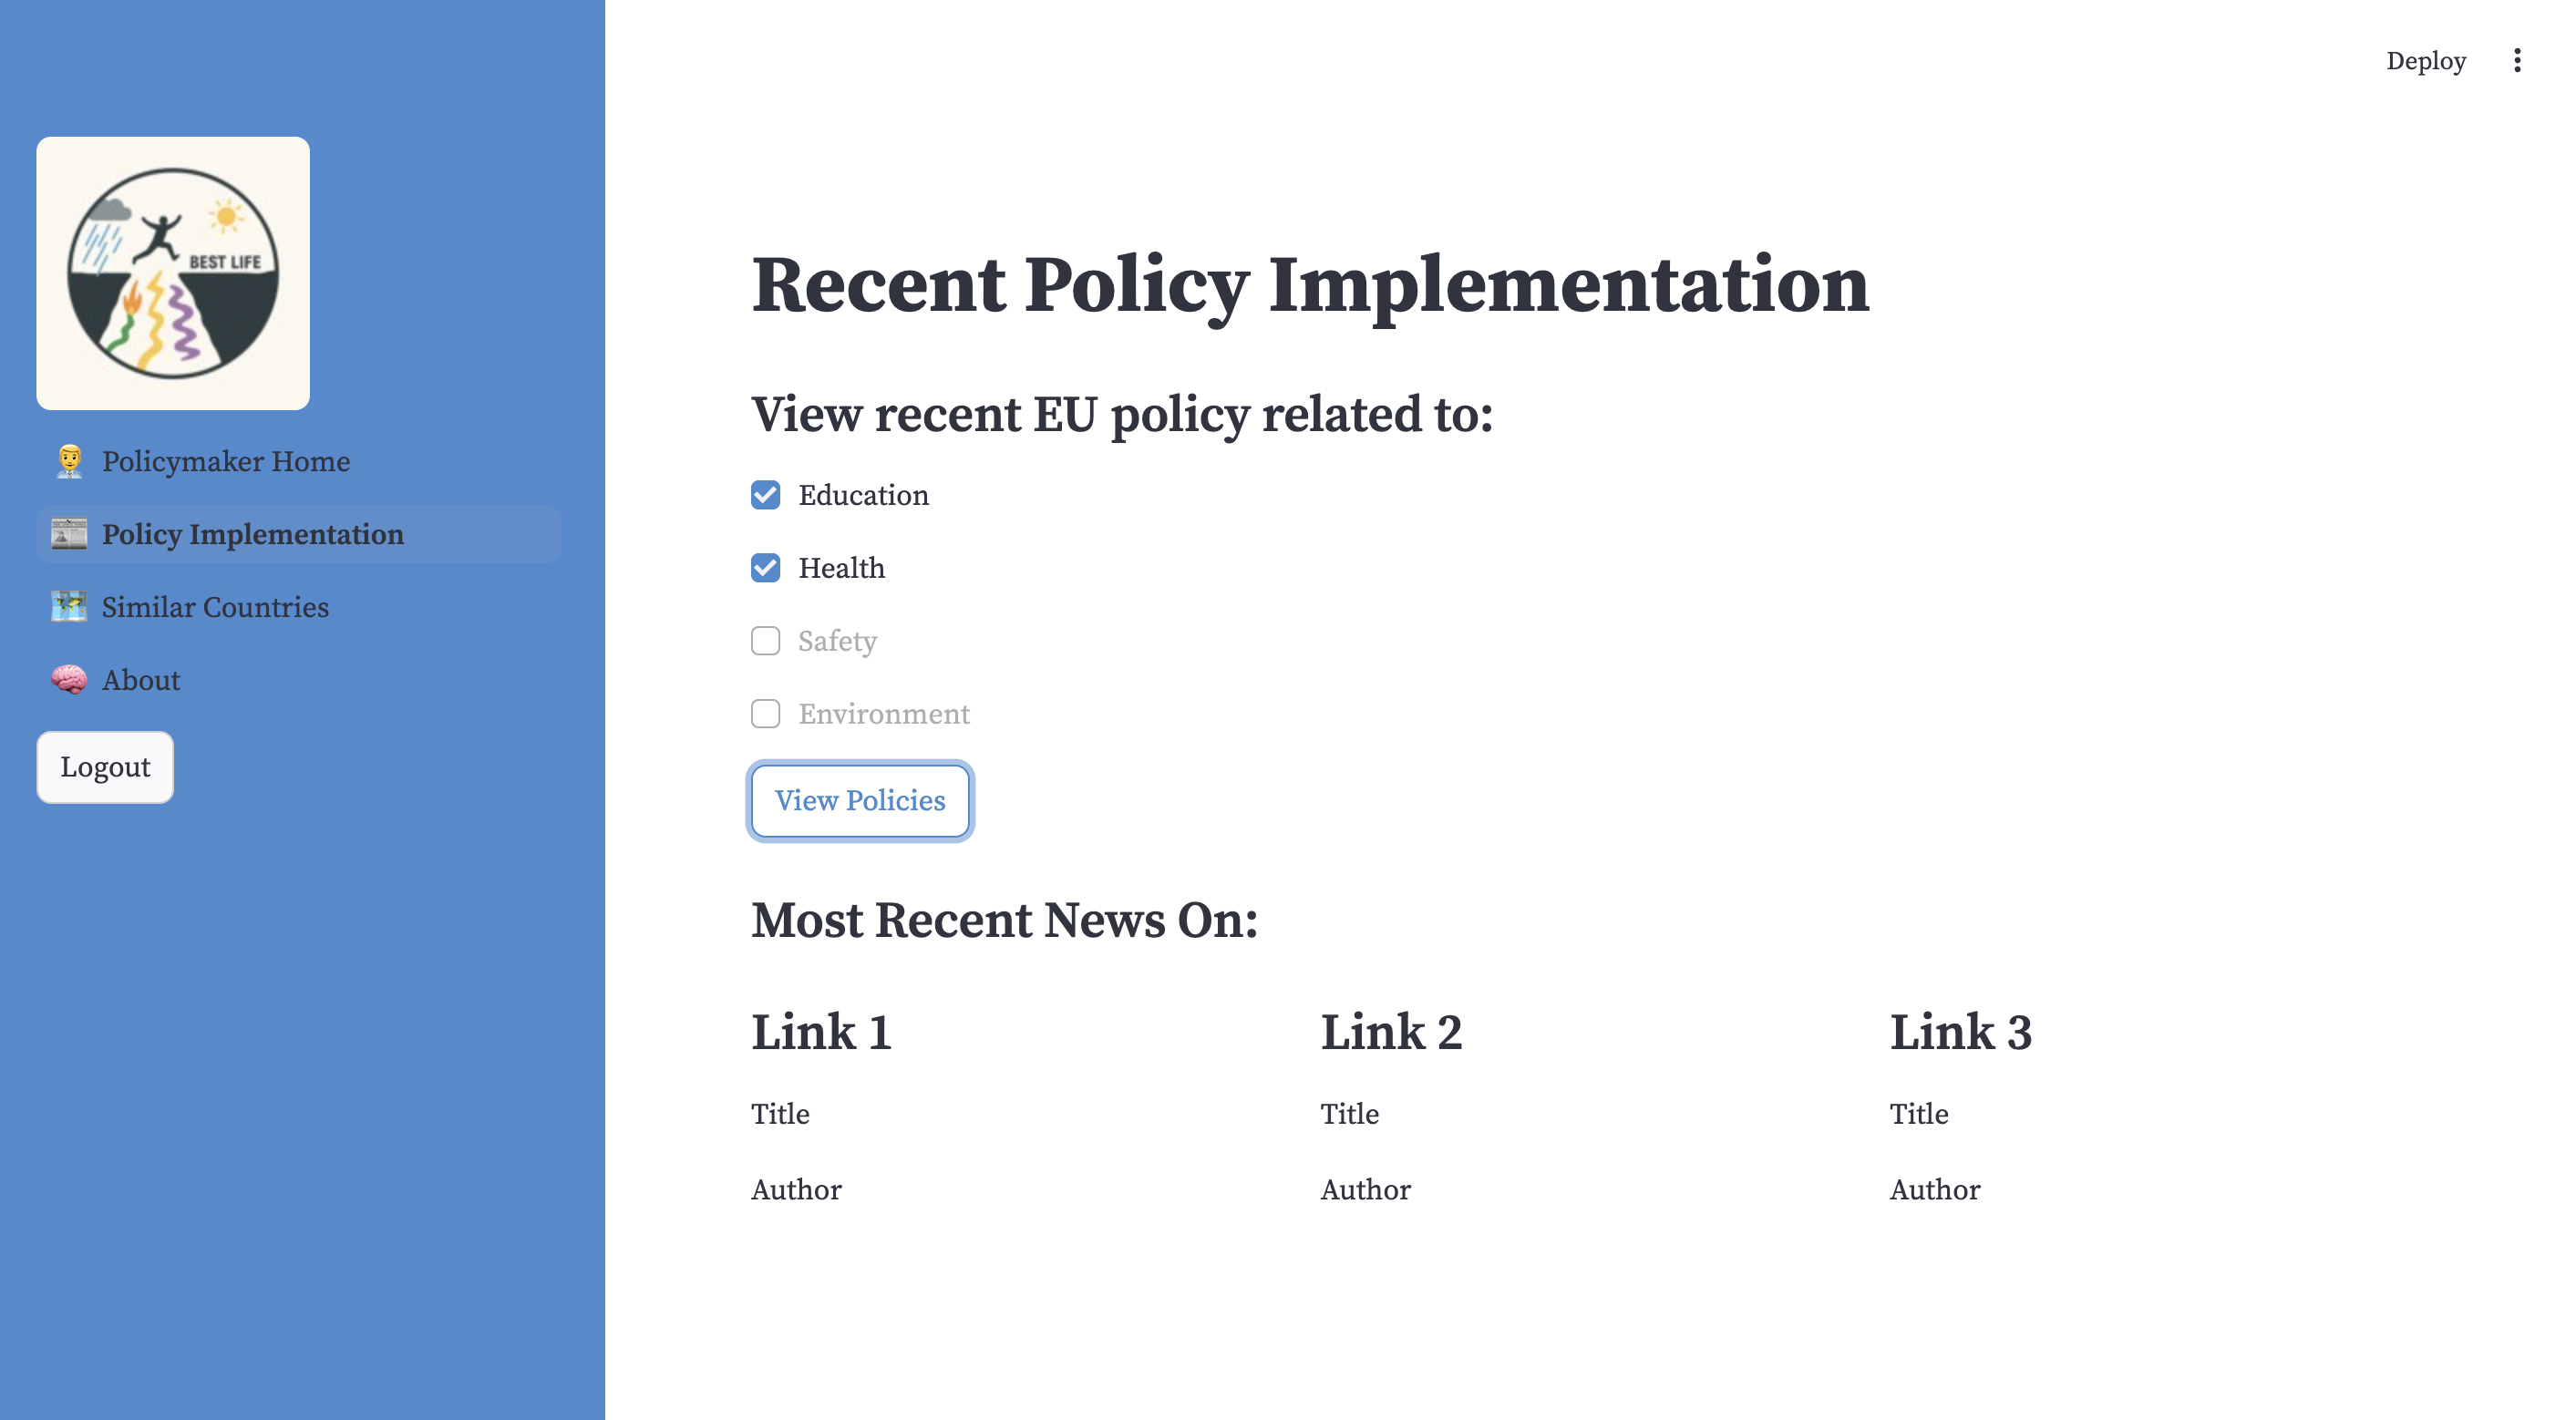 Deploy
BEST LIFE
Policymaker Home
Policy Implementation
Similar Countries
About
Logout
Recent Policy Implementation
View recent EU policy related to:
Education
Health
Safety
Environment
View Policies
Most Recent News On:
Link 1
Title
Author
Link 2
Title
Author
Link 3
Title
Author